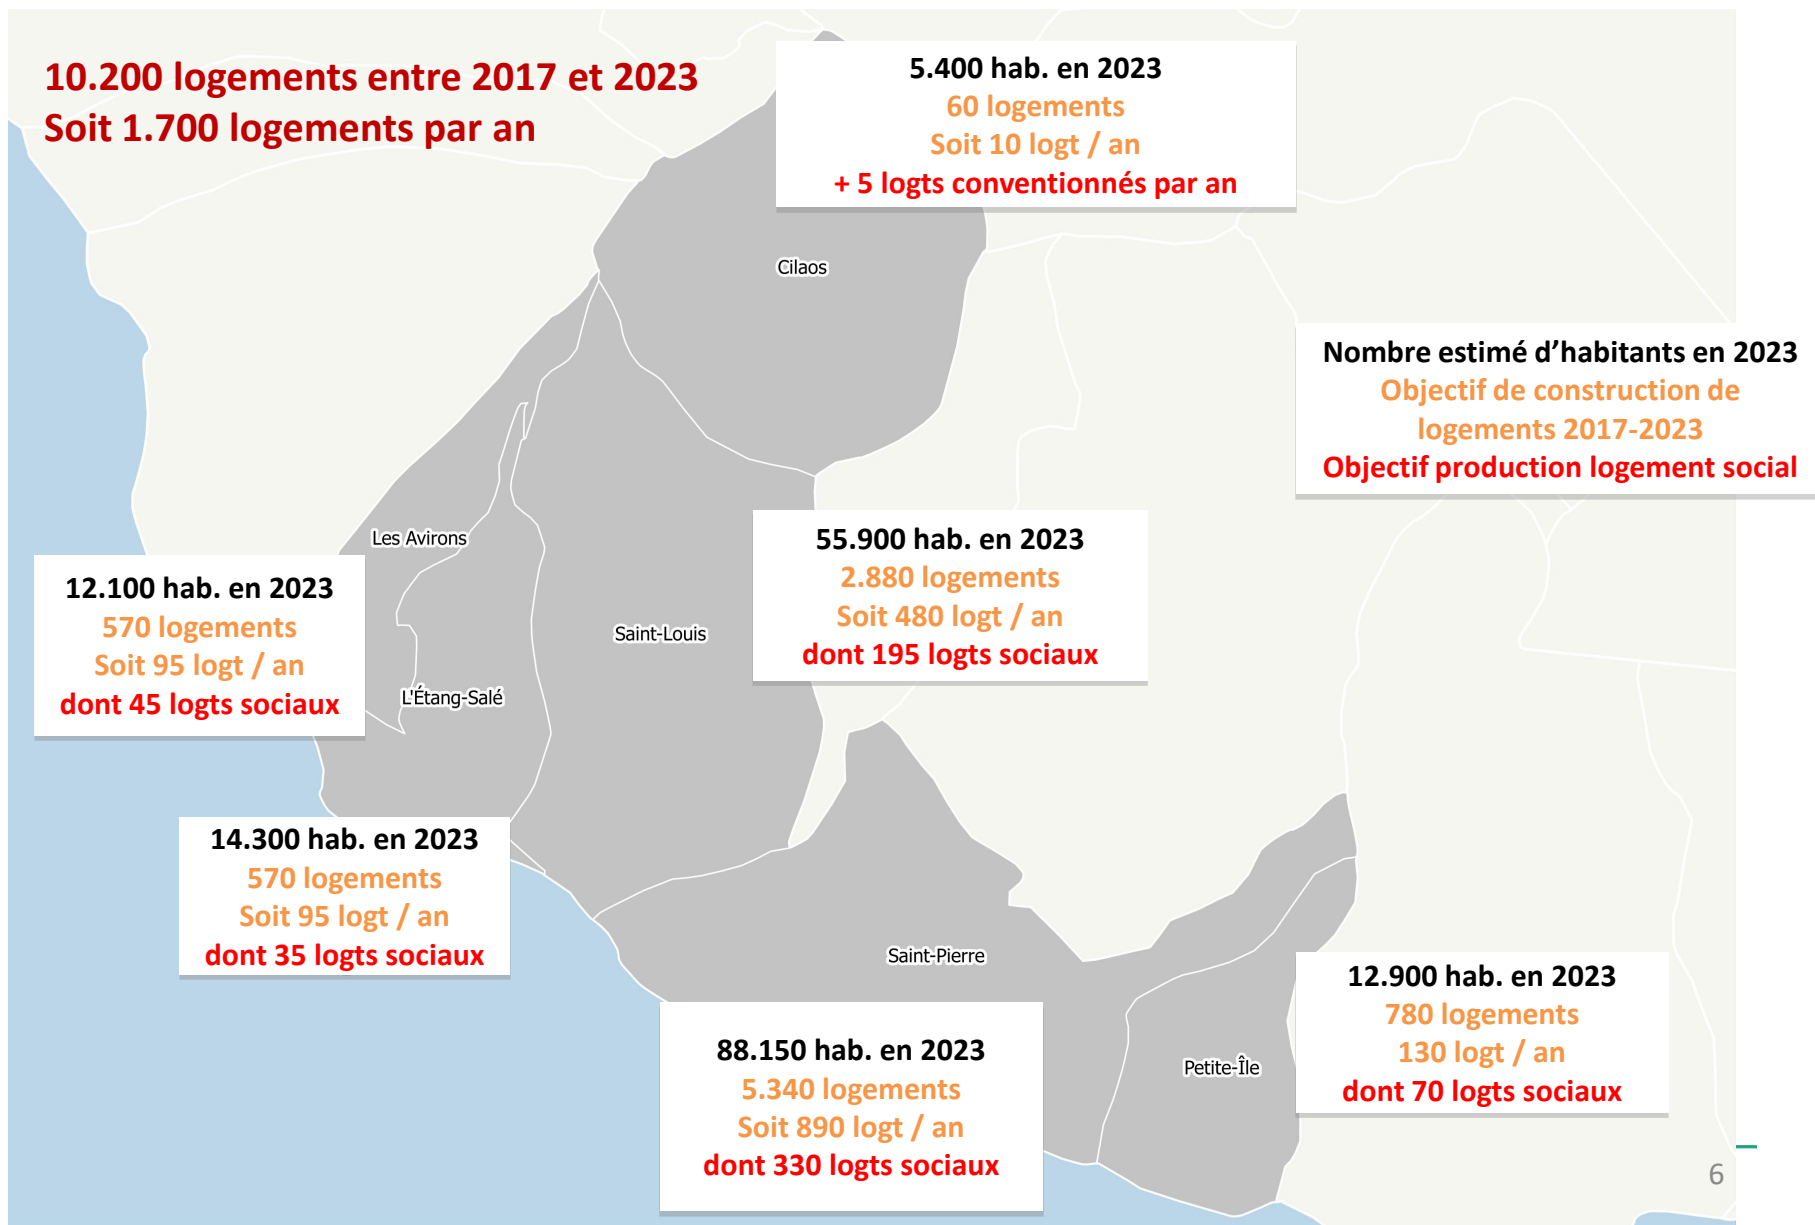 10.200 logements entre 2017 et 2023
Soit 1.700 logements par an
5.400 hab. en 2023
60 logements
Soit 10 logt / an
+ 5 logts conventionnés par an
Cilaos
Nombre estimé d’habitants en 2023
Objectif de construction de
logements 2017-2023
Objectif production logement social
Les Avirons
12.100 hab. en 2023
570 logements
Soit 95 logt / an
dont 45 logts sociaux
55.900 hab. en 2023
2.880 logements
Soit 480 logt / an
dont 195 logts sociaux
Saint-Louis
L'Étang-Salé
14.300 hab. en 2023
570 logements
Soit 95 logt / an
dont 35 logts sociaux
Saint-Pierre
88.150 hab. en 2023
5.340 logements
Soit 890 logt / an
dont 330 logts sociaux
Petite-Île
12.900 hab. en 2023
780 logements
130 logt / an
dont 70 logts sociaux
6